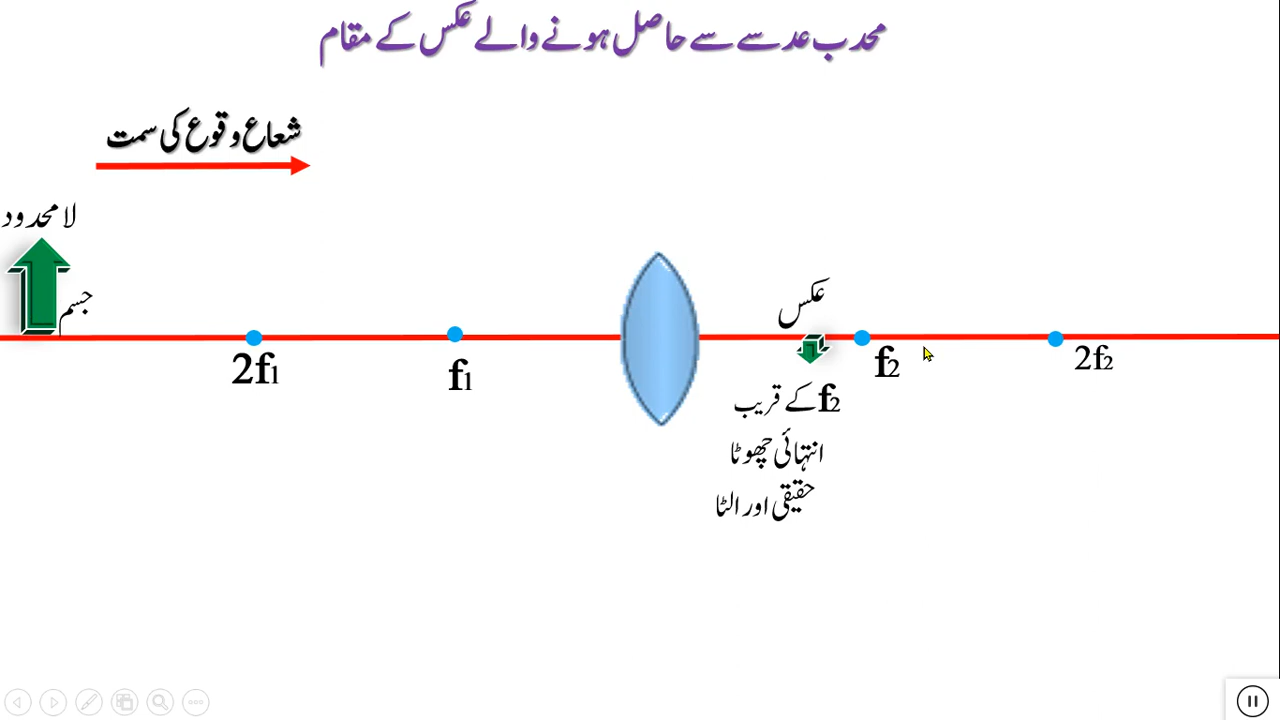 محدب عدسے سے حاصل ہونے والے عکس کے مقام
شعاع وقوع کی سمت
لا محدود
جسم
2f1
f1
عکس
f2
2f2
f2 کے قریب
انتہائی چھوٹا
حقیقی اور الٹا